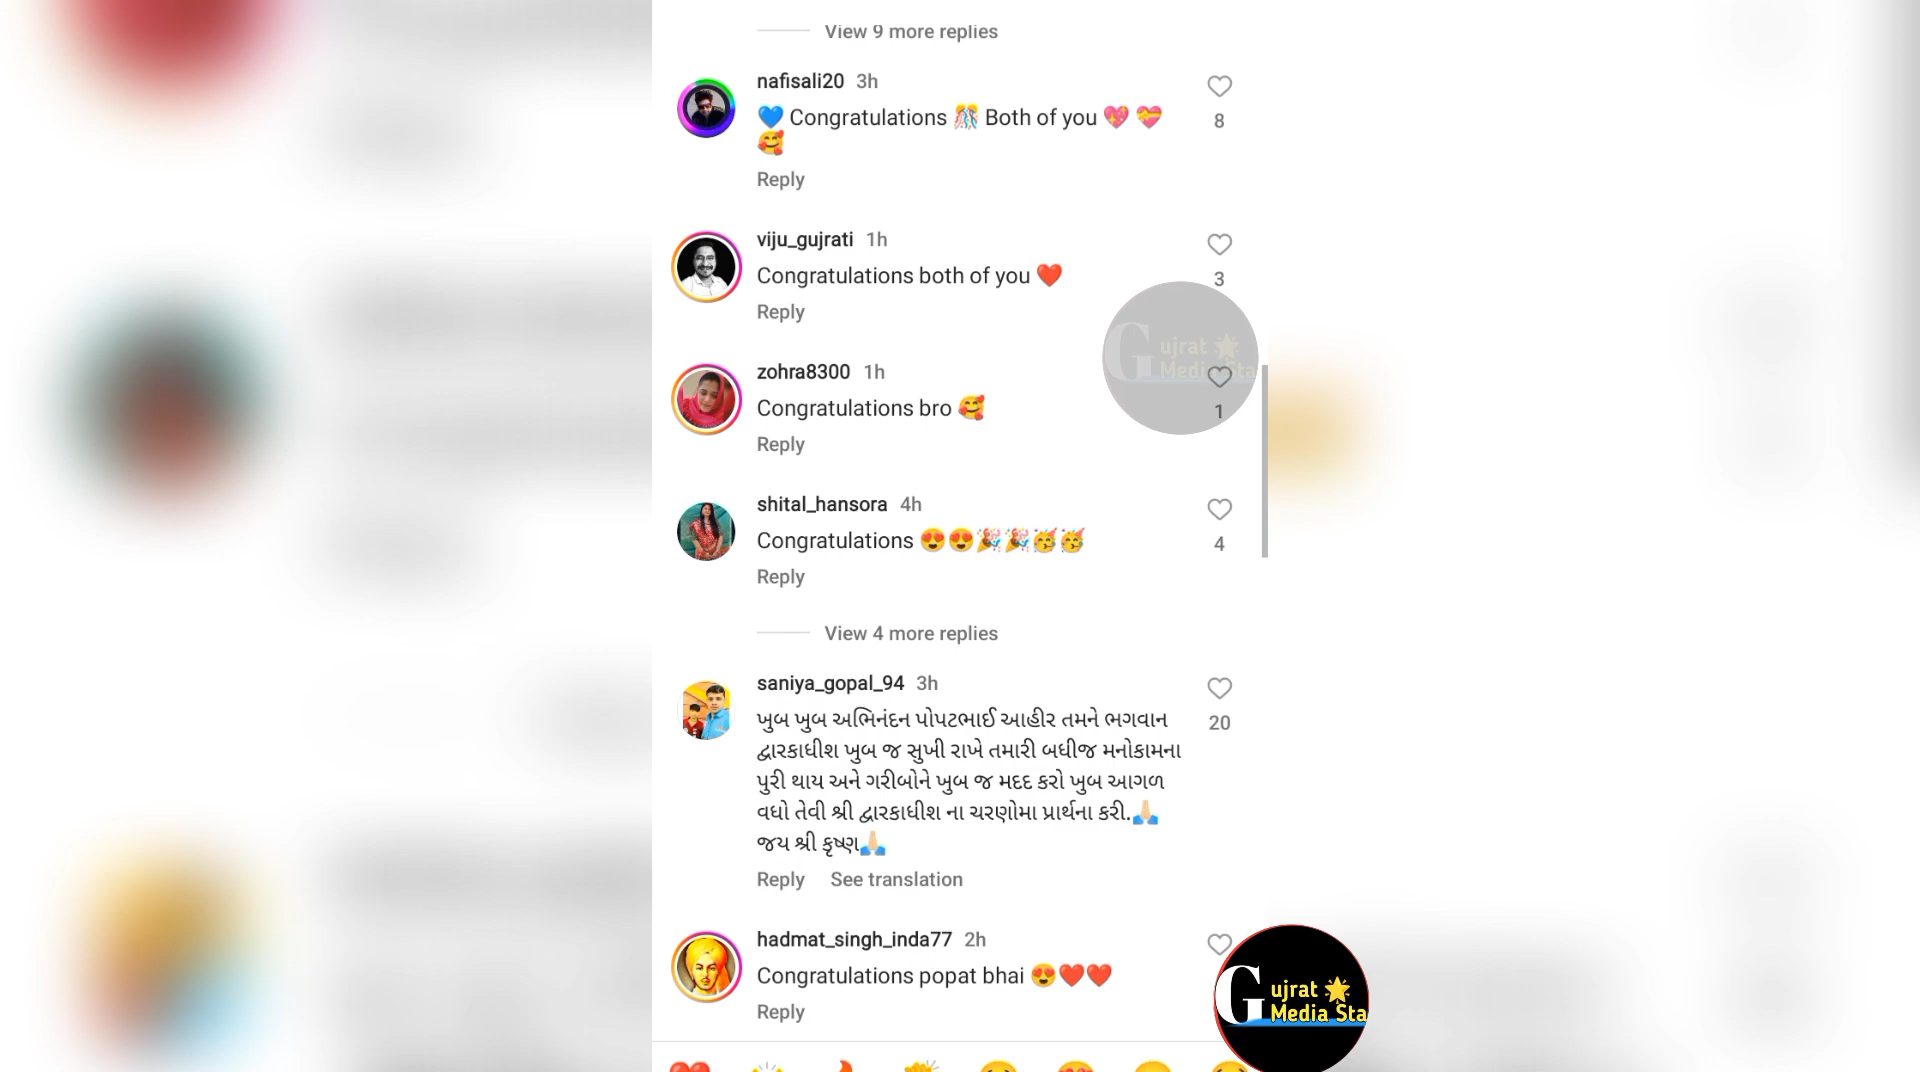 View 9 more replies
nafisali20 3h
💙 Congratulations 🎊 Both of you 💖 💝
🥰
8
Reply
viju_gujrati 1h
Congratulations both of you ❤️
3
Reply
ujrat
Media Sta
zohra8300 1h
Congratulations bro 🥰
1
Reply
shital_hansora 4h
Congratulations 😍😍🎉🎉🥳🥳
4
Reply
View 4 more replies
saniya_gopal_94 3h
ખુબ ખુબ અભિનંદન પોપટભાઈ આહીર તમને ભગવાન
દ્વારકાધીશ ખુબ જ સુખી રાખે તમારી બધીજ મનોકામના
પુરી થાય અને ગરીબોને ખુબ જ મદદ કરો ખુબ આગળ
વધો તેવી શ્રી દ્વારકાધીશ ના ચરણોમા પ્રાર્થના કરી.🙏🏻
જય શ્રી કૃષ્ણ🙏🏻
20
Reply See translation
hadmat_singh_inda77 2h
Congratulations popat bhai 😍❤️❤️
Reply
Gujrat
Media Sta